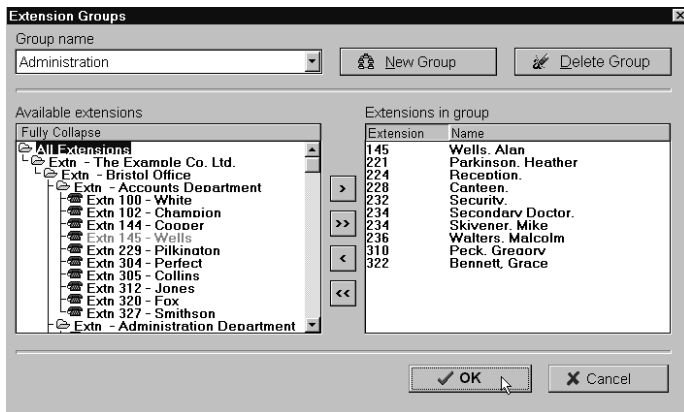 Extension Groups
Group name
Administration
New Group
Delete Group
Available extensions
Fully Collapse
All Extensions
Extn - The Example Co. Ltd.
Extn - Bristol Office
Extn - Accounts Department
Extn 100 - White
Extn 102 - Champion
Extn 144 - Cooper
Extn 145 - Wells
Extn 229 - Pilkington
Extn 304 - Perfect
Extn 305 - Collins
Extn 312 - Jones
Extn 320 - Fox
Extn 327 - Smithson
Extn - Administration Department
>
>>
<
<<
Extensions in group
Extension Name
145 Wells, Alan
221 Parkinson, Heather
224 Reception,
228 Canteen,
232 Security,
234 Secondary Doctor,
234 Skivener, Mike
236 Walters, Malcolm
310 Peck, Gregory
322 Bennett, Grace
OK
Cancel